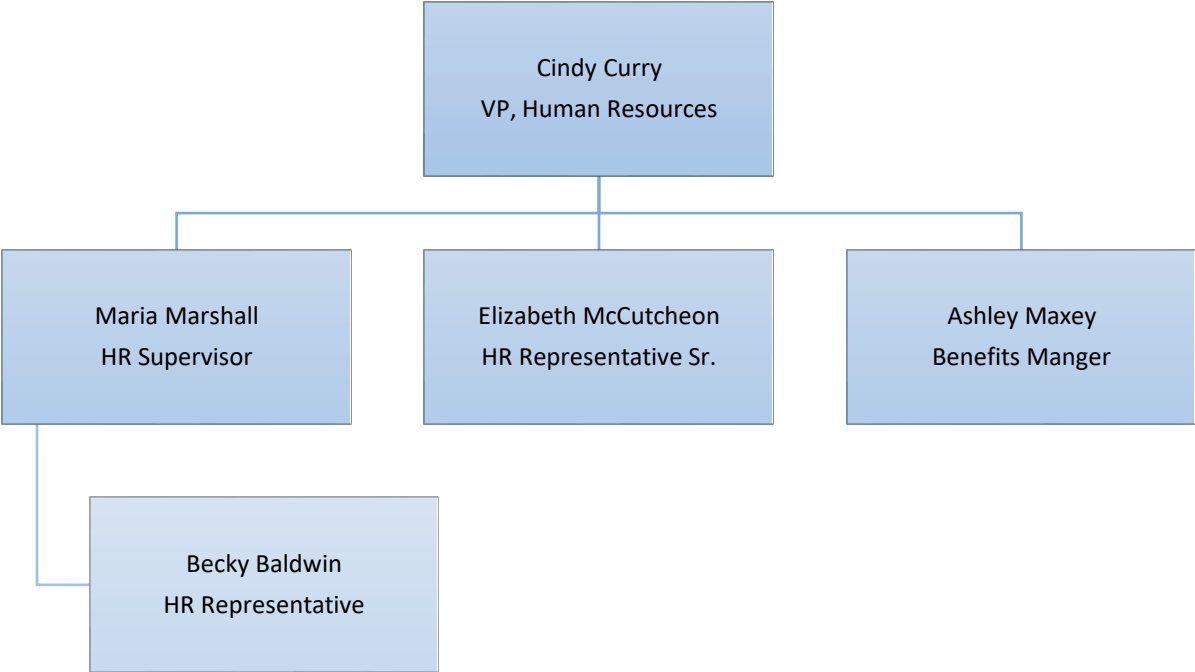 Cindy Curry
VP, Human Resources
Maria Marshall
HR Supervisor
Elizabeth McCutcheon
HR Representative Sr.
Ashley Maxey
Benefits Manger
Becky Baldwin
HR Representative